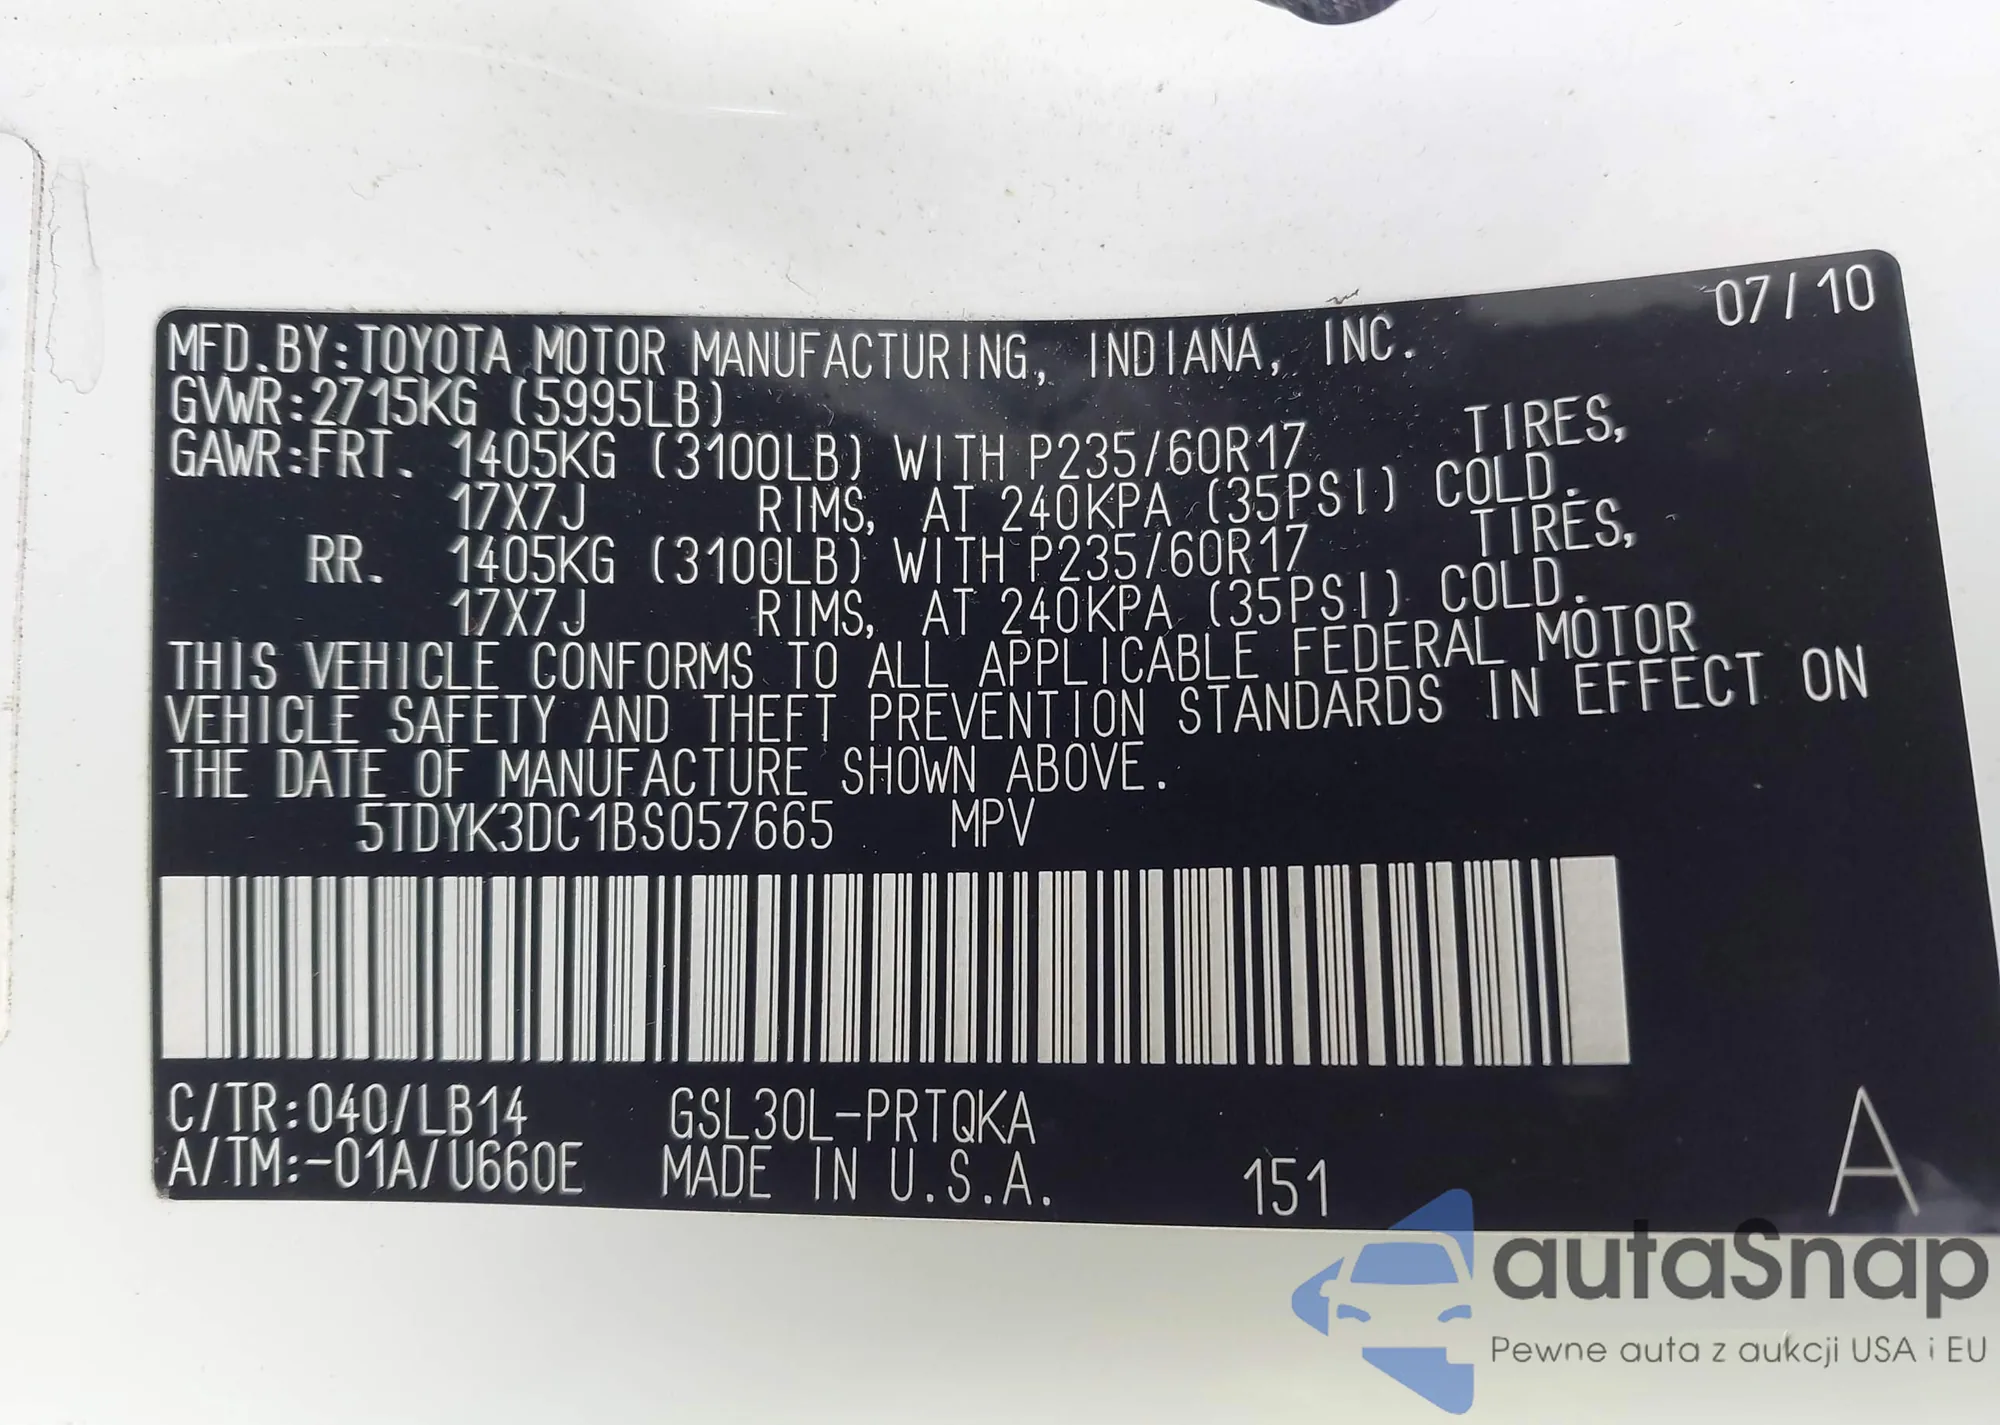 07/10
MFD.BY:TOYOTA MOTOR MANUFACTURING, INDIANA, INC.
GVWR:2715KG (5995LB)
GAWR:FRT. 1405KG (3100LB) WITH P235/60R17 TIRES,
17X7J RIMS, AT 240KPA (35PSI) COLD.
RR. 1405KG (3100LB) WITH P235/60R17 TIRES,
17X7J RIMS, AT 240KPA (35PSI) COLD.
THIS VEHICLE CONFORMS TO ALL APPLICABLE FEDERAL MOTOR
VEHICLE SAFETY AND THEFT PREVENTION STANDARDS IN EFFECT ON
THE DATE OF MANUFACTURE SHOWN ABOVE.
5TDYK3DC1BS057665 MPV
C/TR:040/LB14 GSL30L-PRTQKA
A/TM:-01A/U660E MADE IN U.S.A. 151 A
autaSnap
Pewne auta z aukcji USA i EU